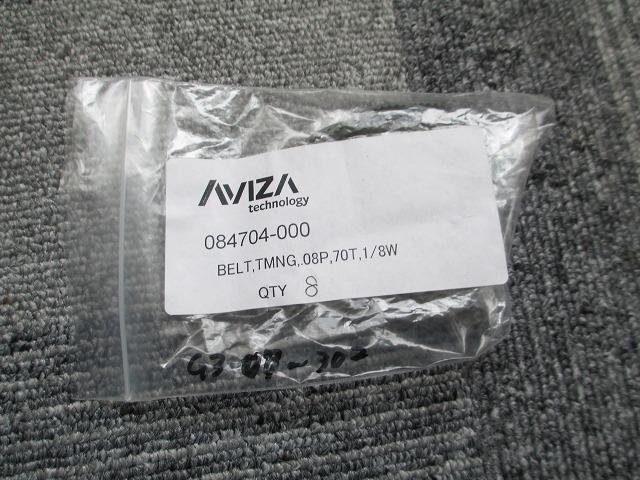 AVIZA
technology
084704-000
BELT,TMNG,.08P,70T,1/8W
QTY 8